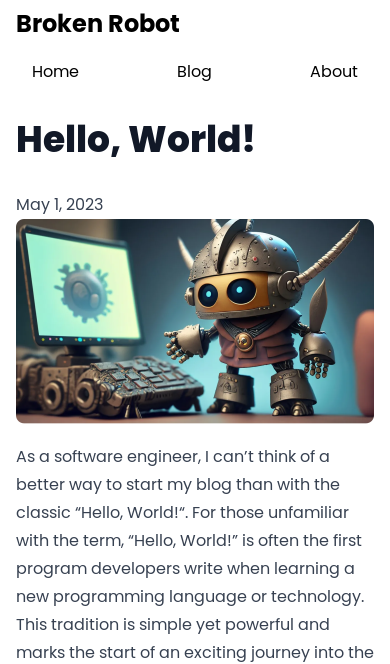 Broken Robot
Home Blog About
Hello, World!
May 1, 2023
As a software engineer, I can’t think of a
better way to start my blog than with the
classic “Hello, World!“. For those unfamiliar
with the term, “Hello, World!” is often the first
program developers write when learning a
new programming language or technology.
This tradition is simple yet powerful and
marks the start of an exciting journey into the